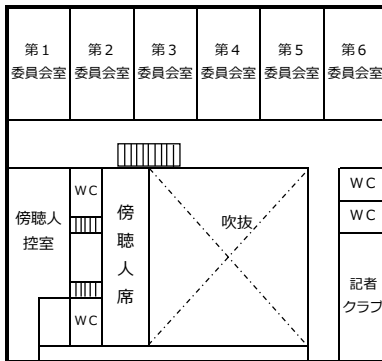 第１
委員会室
第２
委員会室
第３
委員会室
第４
委員会室
第５
委員会室
第６
委員会室
ＷＣ
傍聴人
控室
傍聴人席
吹抜
ＷＣ
ＷＣ
ＷＣ
記者
クラブ